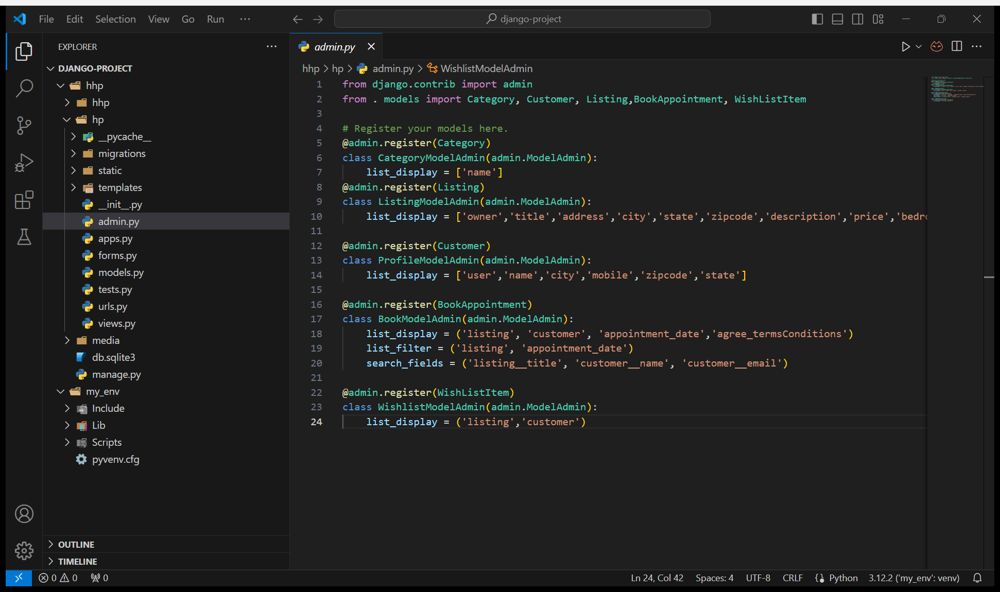 File Edit Selection View Go Run ···
django-project
EXPLORER
DJANGO-PROJECT
hhp
hhp
hp
__pycache__
migrations
static
templates
__init__.py
admin.py
apps.py
forms.py
models.py
tests.py
urls.py
views.py
media
db.sqlite3
manage.py
my_env
Include
Lib
Scripts
pyvenv.cfg
OUTLINE
TIMELINE
admin.py
hhp > hp > admin.py > WishlistModelAdmin
1 from django.contrib import admin
2 from . models import Category, Customer, Listing,BookAppointment, WishListItem
3
4 # Register your models here.
5 @admin.register(Category)
6 class CategoryModelAdmin(admin.ModelAdmin):
7     list_display = ['name']
8 @admin.register(Listing)
9 class ListingModelAdmin(admin.ModelAdmin):
10     list_display = ['owner','title','address','city','state','zipcode','description','price','bedro
11
12 @admin.register(Customer)
13 class ProfileModelAdmin(admin.ModelAdmin):
14     list_display = ['user','name','city','mobile','zipcode','state']
15
16 @admin.register(BookAppointment)
17 class BookModelAdmin(admin.ModelAdmin):
18     list_display = ('listing', 'customer', 'appointment_date','agree_termsConditions')
19     list_filter = ('listing', 'appointment_date')
20     search_fields = ('listing__title', 'customer__name', 'customer__email')
21
22 @admin.register(WishListItem)
23 class WishlistModelAdmin(admin.ModelAdmin):
24     list_display = ('listing','customer')
0 0 0 Ln 24, Col 42 Spaces: 4 UTF-8 CRLF Python 3.12.2 ('my_env': venv)